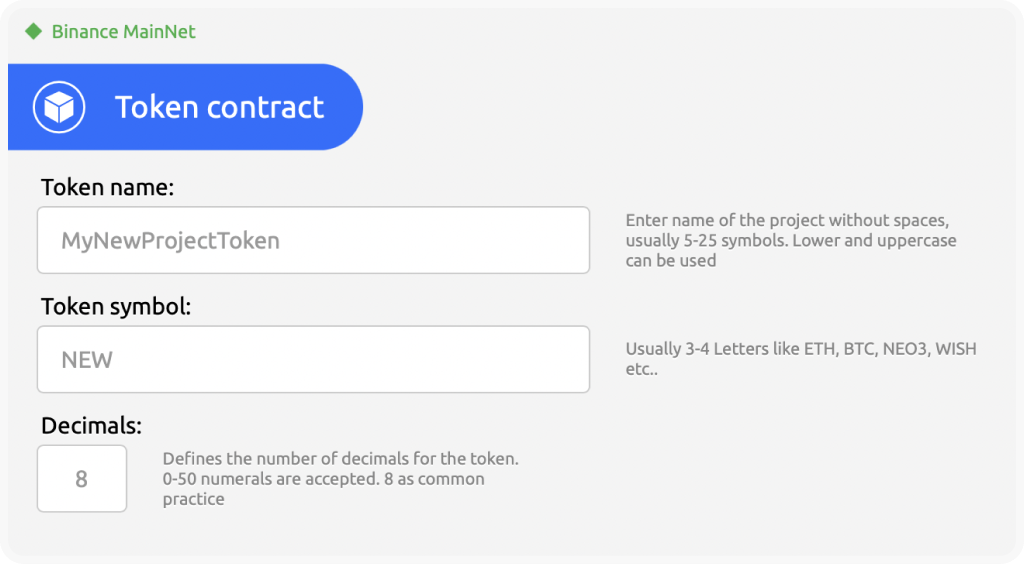 Binance MainNet
Token contract
Token name:
MyNewProjectToken
Enter name of the project without spaces,
usually 5-25 symbols. Lower and uppercase
can be used
Token symbol:
NEW
Usually 3-4 Letters like ETH, BTC, NEO3, WISH
etc..
Decimals:
8
Defines the number of decimals for the token.
0-50 numerals are accepted. 8 as common
practice